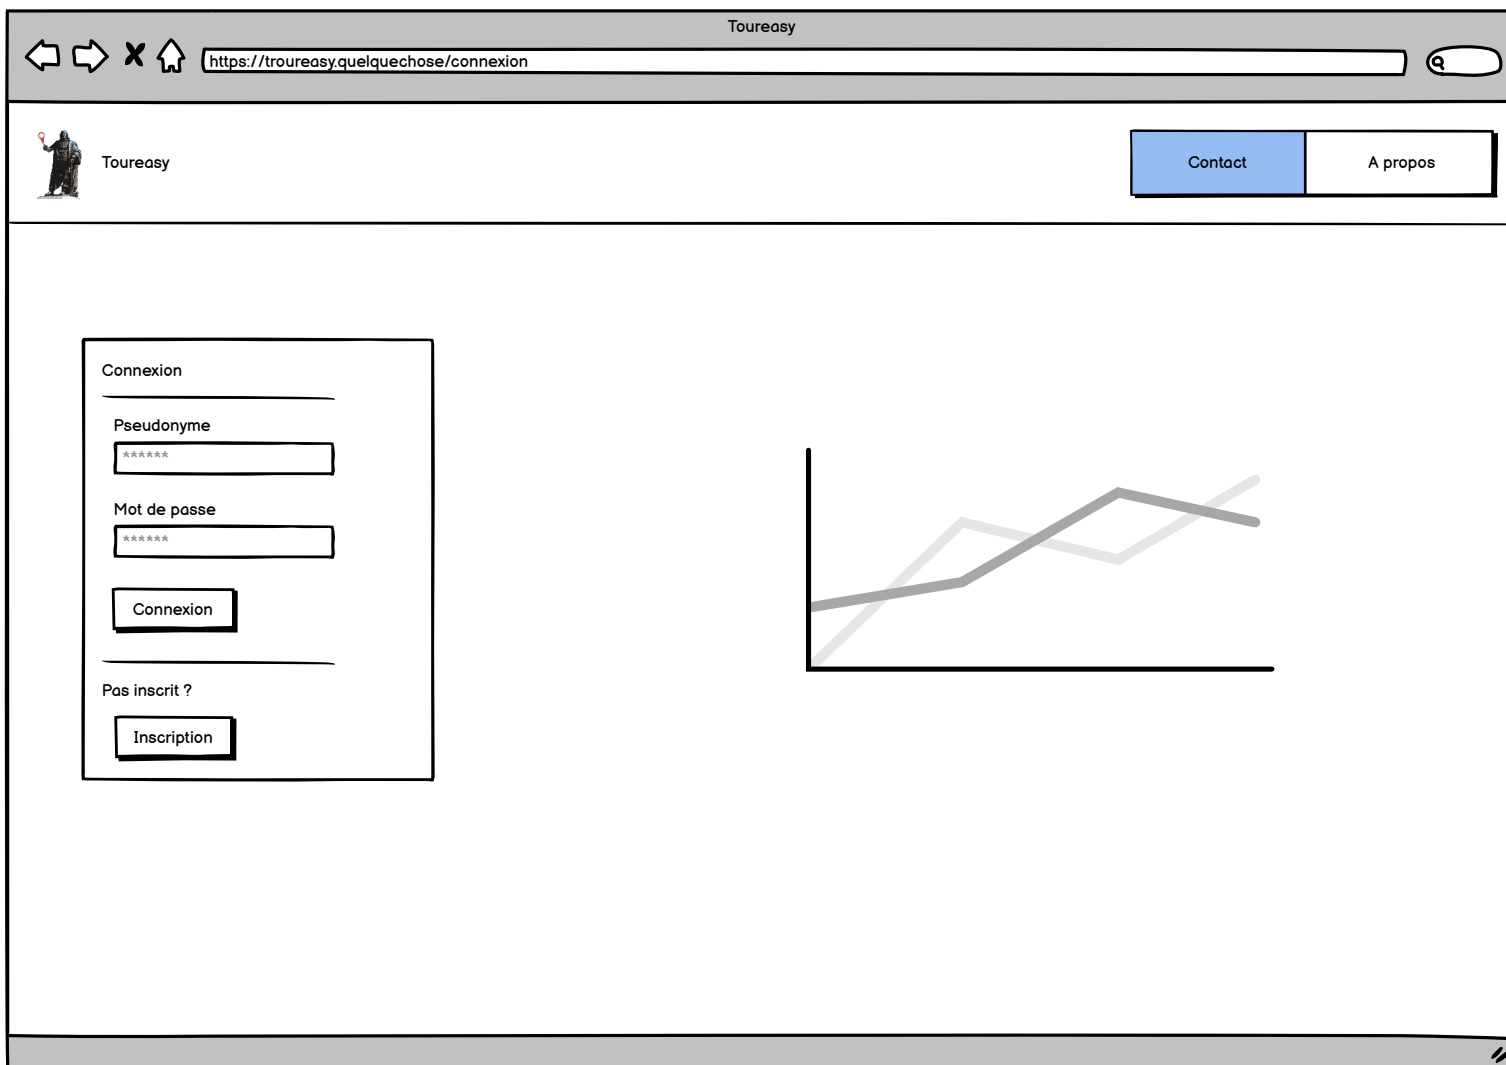 Toureasy
https://troureasy.quelquechose/connexion
Toureasy
Contact
A propos
Connexion
Pseudonyme
******
Mot de passe
******
Connexion
Pas inscrit ?
Inscription